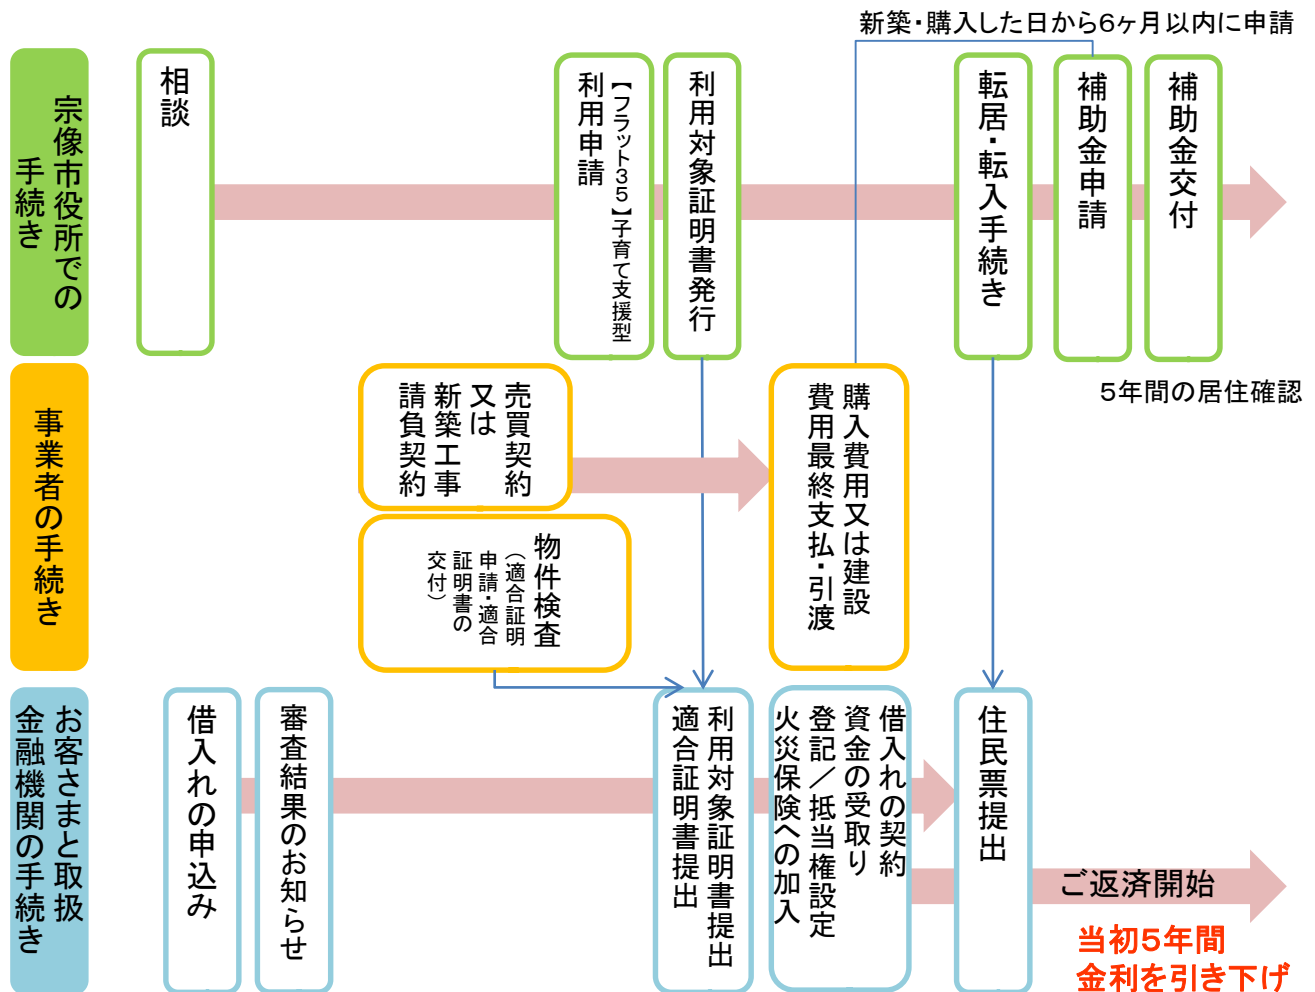 新築・購入した日から6ヶ月以内に申請
宗像市役所での
手続き
相談
【フラット35】子育て支援型
利用申請
利用対象証明書発行
転居・転入手続き
補助金申請
補助金交付
5年間の居住確認
事業者の手続き
売買契約
又は
新築工事
請負契約
物件検査
（適合証明
申請・適合
証明書の
交付）
購入費用又は建設
費用最終支払・引渡
お客さまと取扱
金融機関の手続き
借入れの申込み
審査結果のお知らせ
利用対象証明書提出
適合証明書提出
借入れの契約
資金の受取り
登記／抵当権設定
火災保険への加入
住民票提出
ご返済開始
当初5年間
金利を引き下げ